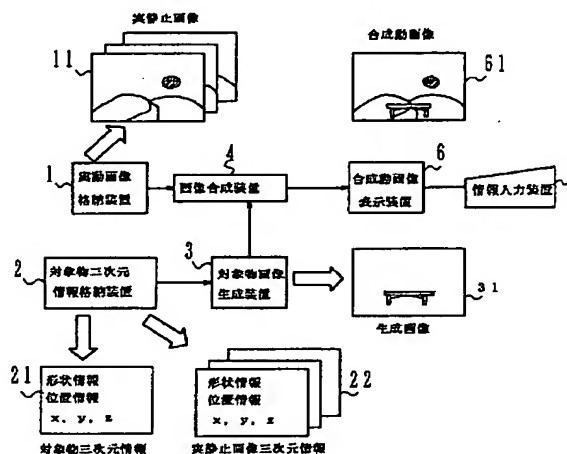 実静止画像
11
合成動画像
61
1
実動画像
格納装置
4
画像合成装置
6
合成動画像
表示装置
情報入力装置
2
対象物三次元
情報格納装置
3
対象物画像
生成装置
31
生成画像
21
形状情報
位置情報
x, y, z
対象物三次元情報
22
形状情報
位置情報
x, y, z
実静止画像三次元情報